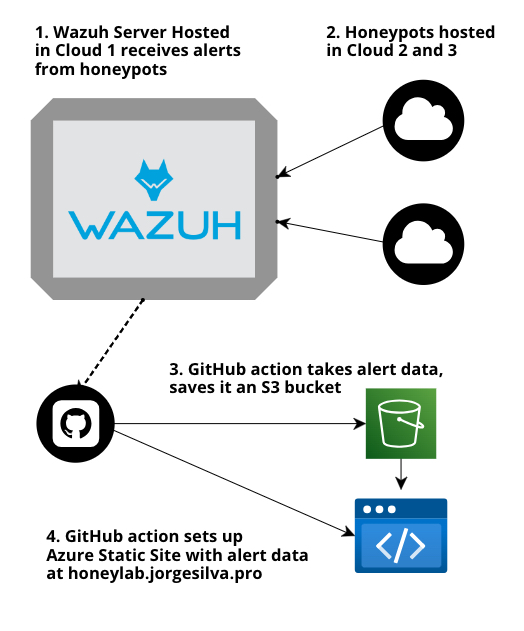 1. Wazuh Server Hosted
in Cloud 1 receives alerts
from honeypots
2. Honeypots hosted
in Cloud 2 and 3
WAZUH
3. GitHub action takes alert data,
saves it an S3 bucket
</>
4. GitHub action sets up
Azure Static Site with alert data
at honeylab.jorgesilva.pro